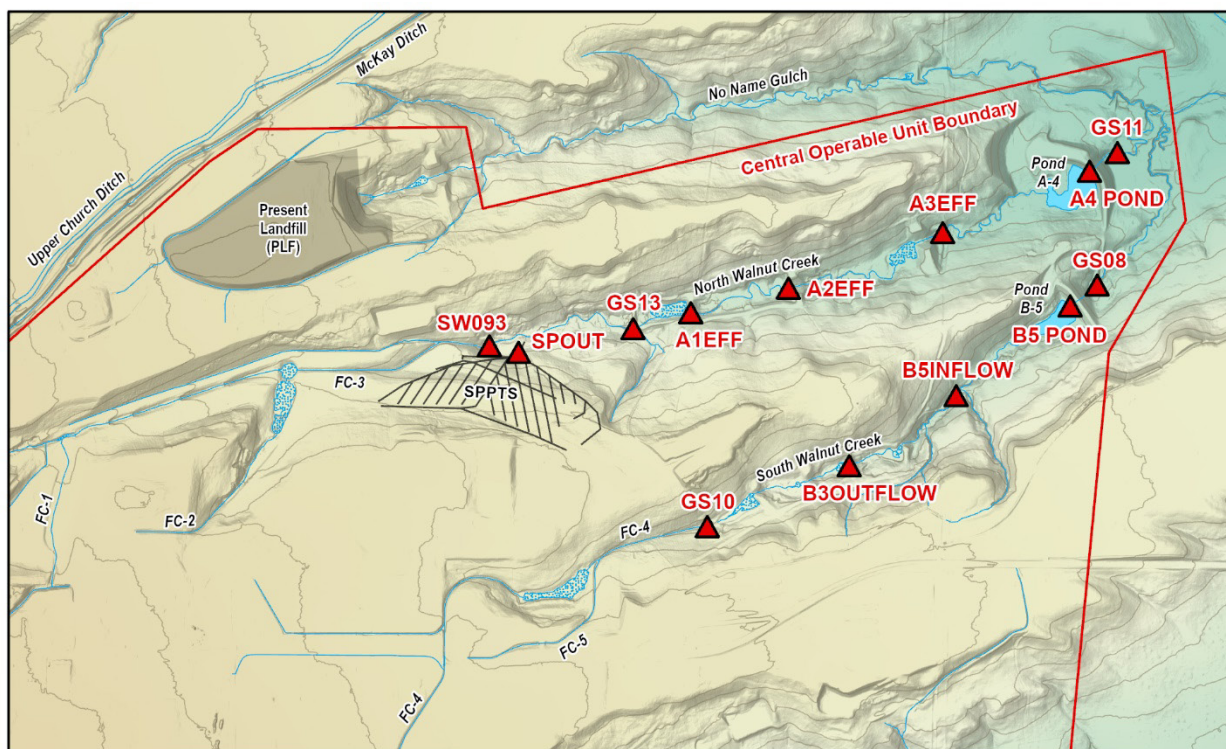 McKay Ditch
No Name Gulch
Upper Church Ditch
Central Operable Unit Boundary
GS11
Pond
A-4
A4 POND
Present
Landfill
(PLF)
A3EFF
GS08
North Walnut Creek
A2EFF
Pond
B-5
B5 POND
GS13
A1EFF
SW093
SPOUT
FC-3
SPPTS
B5INFLOW
South Walnut Creek
B3OUTFLOW
GS10
FC-1
FC-2
FC-4
FC-5
FC-4